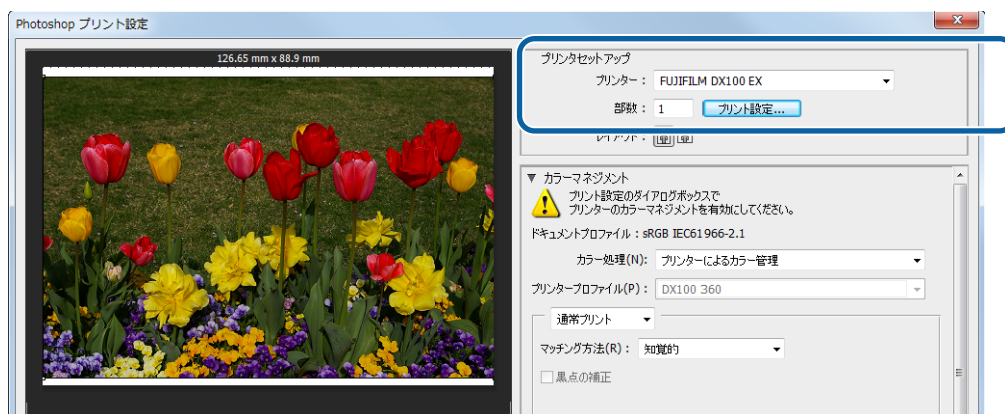 Photoshop プリント設定
126.65 mm x 88.9 mm
プリンタセットアップ
プリンター： FUJIFILM DX100 EX
部数： 1 プリント設定...
レイアウト：
▼ カラーマネジメント
プリント設定のダイアログボックスで
プリンターのカラーマネジメントを有効にしてください。
ドキュメントプロファイル：sRGB IEC61966-2.1
カラー処理(N): プリンターによるカラー管理
プリンタープロファイル(P)： DX100 360
通常プリント
マッチング方法(R)： 知覚的
黒点の補正